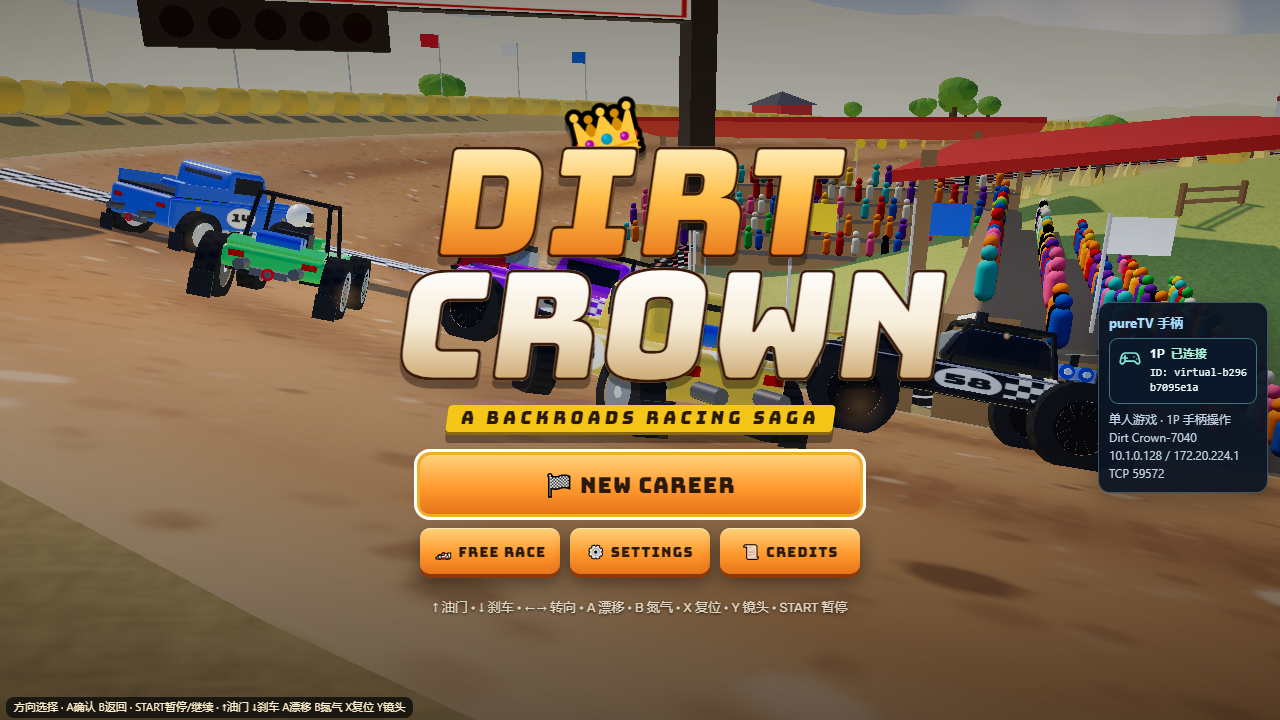 DIRT
CROWN
A BACKROADS RACING SAGA
NEW CAREER
FREE RACE
SETTINGS
CREDITS
↑油门 • ↓刹车 • ←→ 转向 • A 漂移 • B 氮气 • X 复位 • Y 镜头 • START 暂停
14
58
pureTV 手柄
1P 已连接
ID: virtual-b296
b7095e1a
单人游戏 · 1P 手柄操作
Dirt Crown-7040
10.1.0.128 / 172.20.224.1
TCP 59572
方向选择 · A确认 B返回 · START暂停/继续 · ↑油门 ↓刹车 A漂移 B氮气 X复位 Y镜头